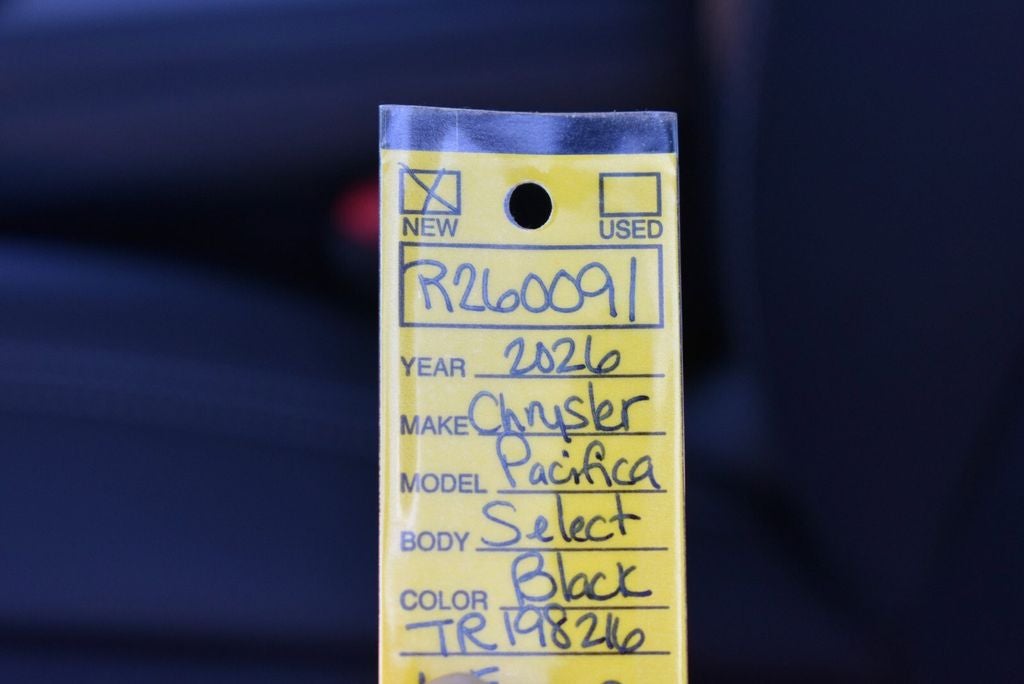 NEW USED
R260091
YEAR 2026
MAKE Chrysler
MODEL Pacifica
BODY Select
COLOR Black
TR198216